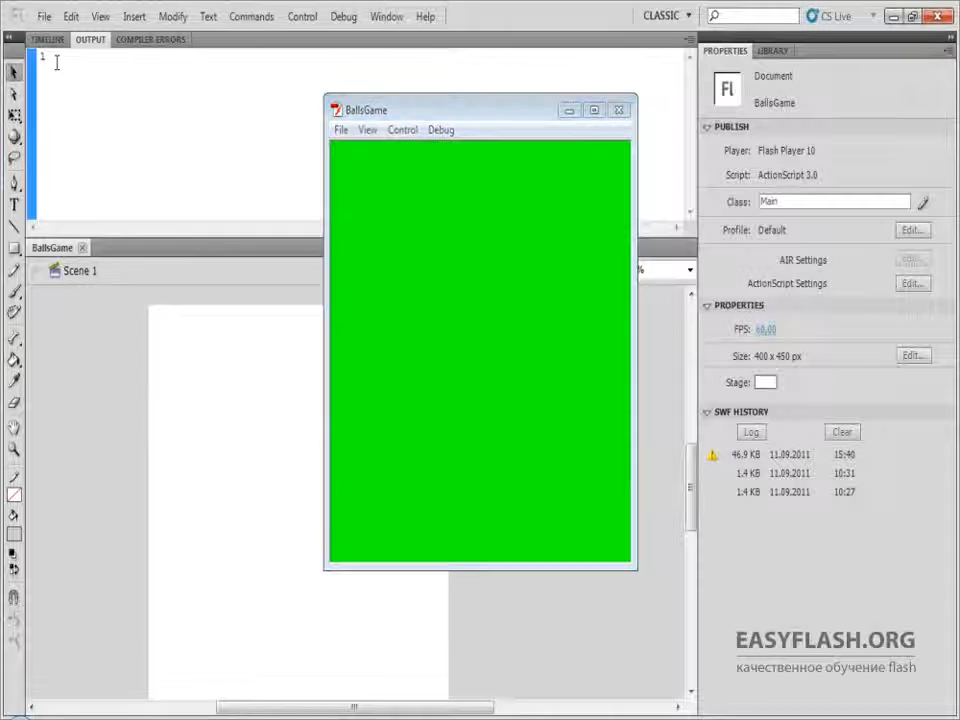 Fl File Edit View Insert Modify Text Commands Control Debug Window Help CLASSIC CS Live
TIMELINE OUTPUT COMPILER ERRORS
1
BallsGame
File View Control Debug
BallsGame
Scene 1
%
PROPERTIES LIBRARY
Fl
Document
BallsGame
PUBLISH
Player: Flash Player 10
Script: ActionScript 3.0
Class: Main
Profile: Default Edit...
AIR Settings Edit...
ActionScript Settings Edit...
PROPERTIES
FPS: 60,00
Size: 400 x 450 px Edit...
Stage:
SWF HISTORY
Log Clear
46.9 KB 11.09.2011 15:40
1.4 KB 11.09.2011 10:31
1.4 KB 11.09.2011 10:27
EASYFLASH.ORG
качественное обучение flash